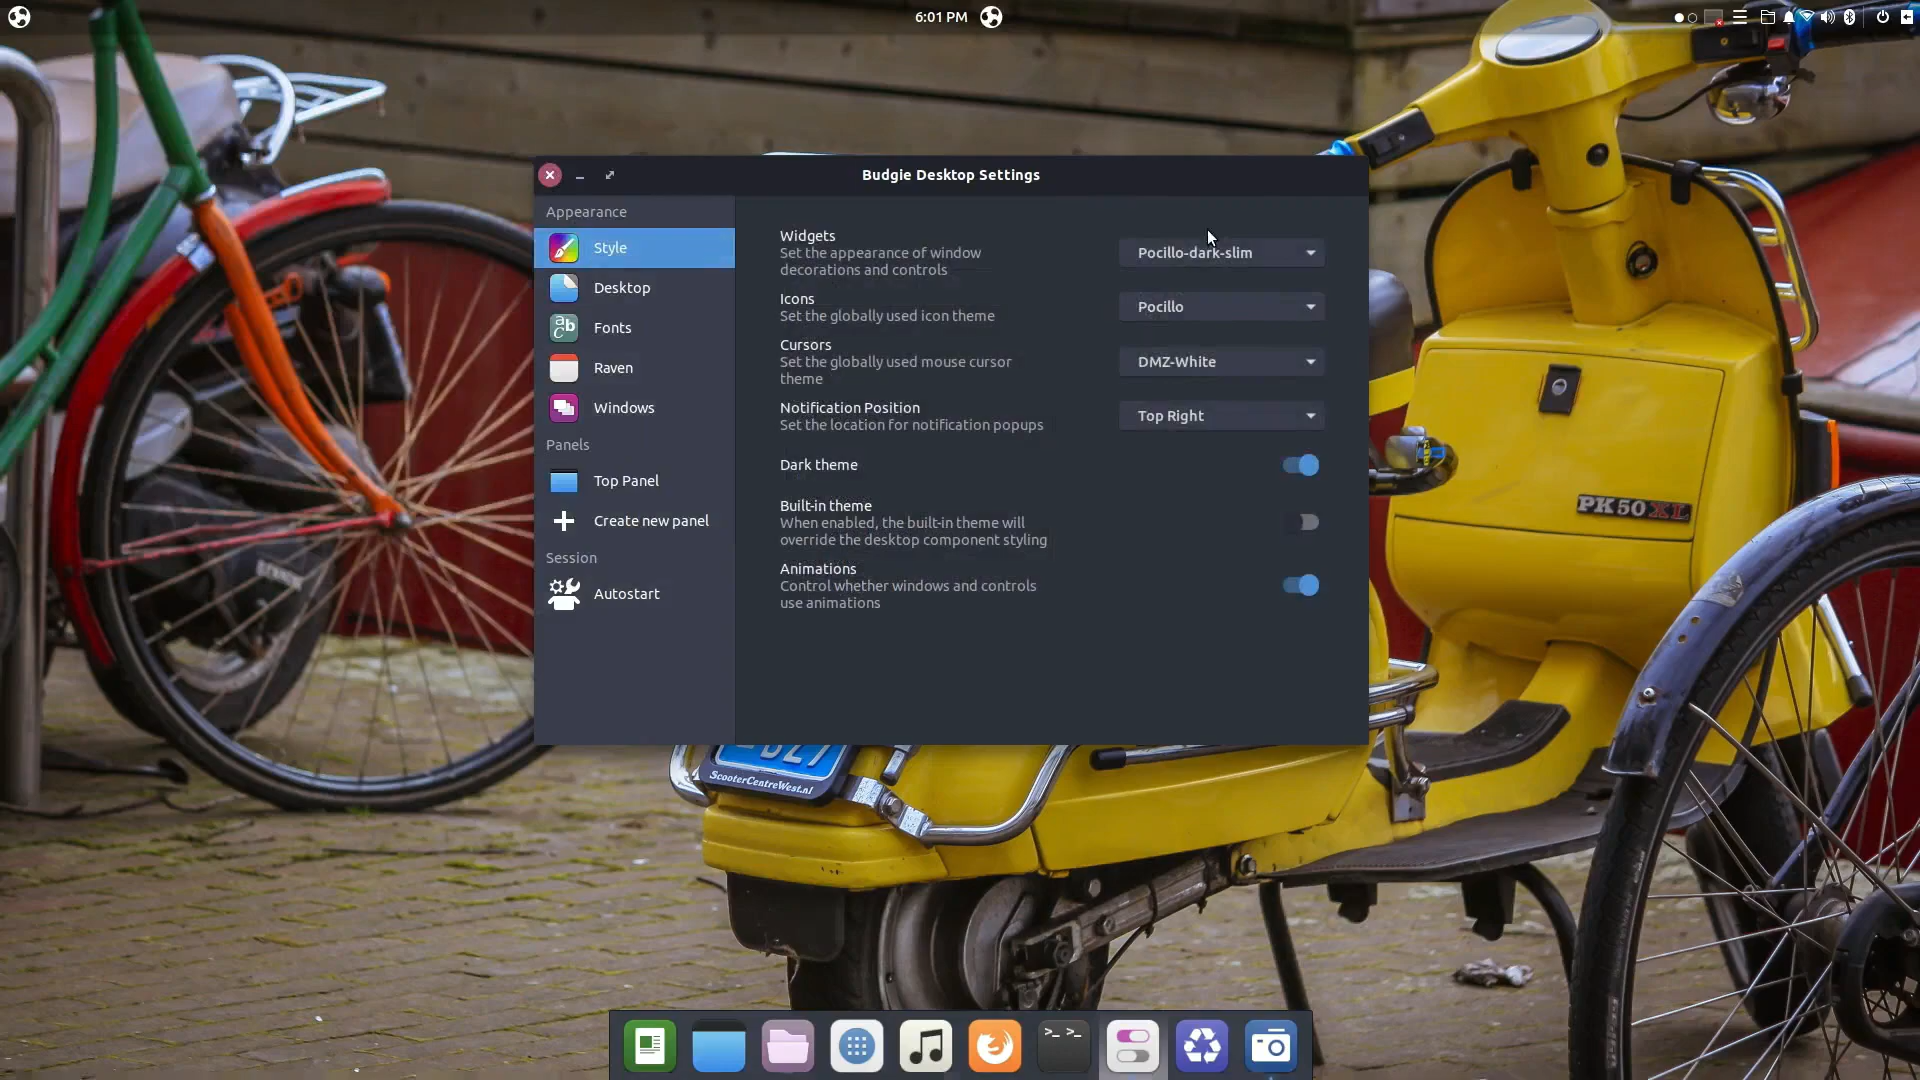 6:01 PM
Budgie Desktop Settings
Appearance
Style
Desktop
Fonts
Raven
Windows
Panels
Top Panel
Create new panel
Session
Autostart
Widgets
Set the appearance of window
decorations and controls
Pocillo-dark-slim
Icons
Set the globally used icon theme
Pocillo
Cursors
Set the globally used mouse cursor
theme
DMZ-White
Notification Position
Set the location for notification popups
Top Right
Dark theme
Built-in theme
When enabled, the built-in theme will
override the desktop component styling
Animations
Control whether windows and controls
use animations
PK50XL
ScooterCentreWest.nl
>_ >_